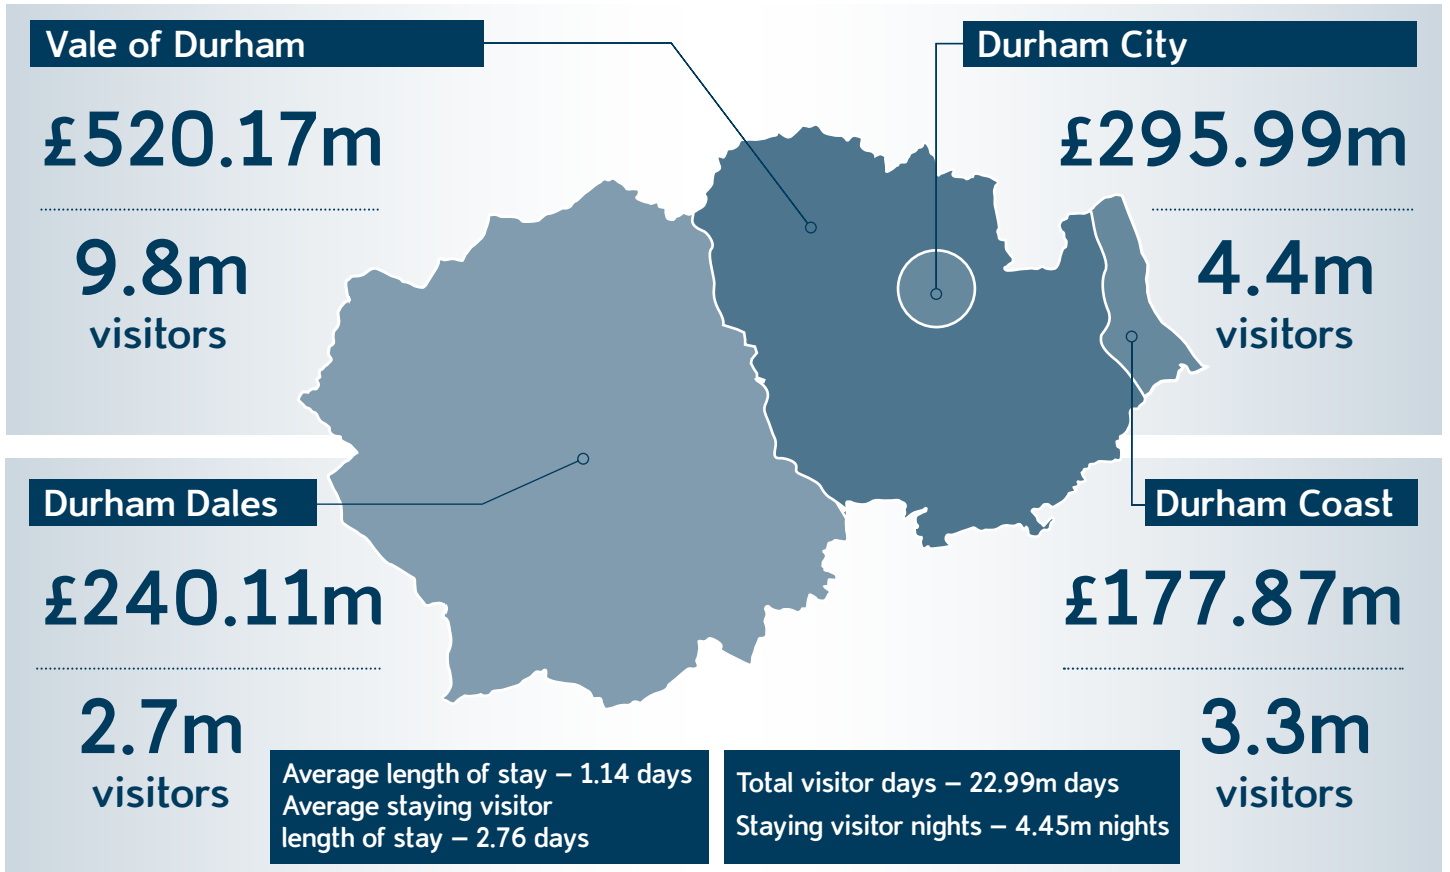 Vale of Durham
£520.17m
9.8m
visitors
Durham City
£295.99m
4.4m
visitors
Durham Dales
£240.11m
2.7m
visitors
Durham Coast
£177.87m
3.3m
visitors
Average length of stay – 1.14 days
Average staying visitor
length of stay – 2.76 days
Total visitor days – 22.99m days
Staying visitor nights – 4.45m nights